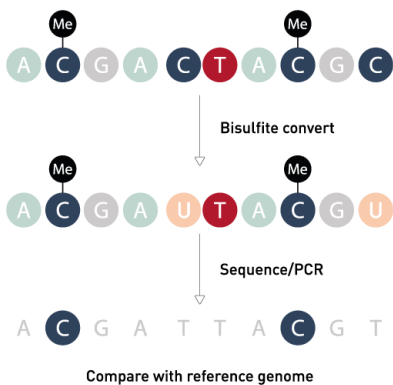 Me Me
A C G A C T A C G C
Bisulfite convert
Me Me
A C G A U T A C G U
Sequence/PCR
A C G A T T A C G T
Compare with reference genome